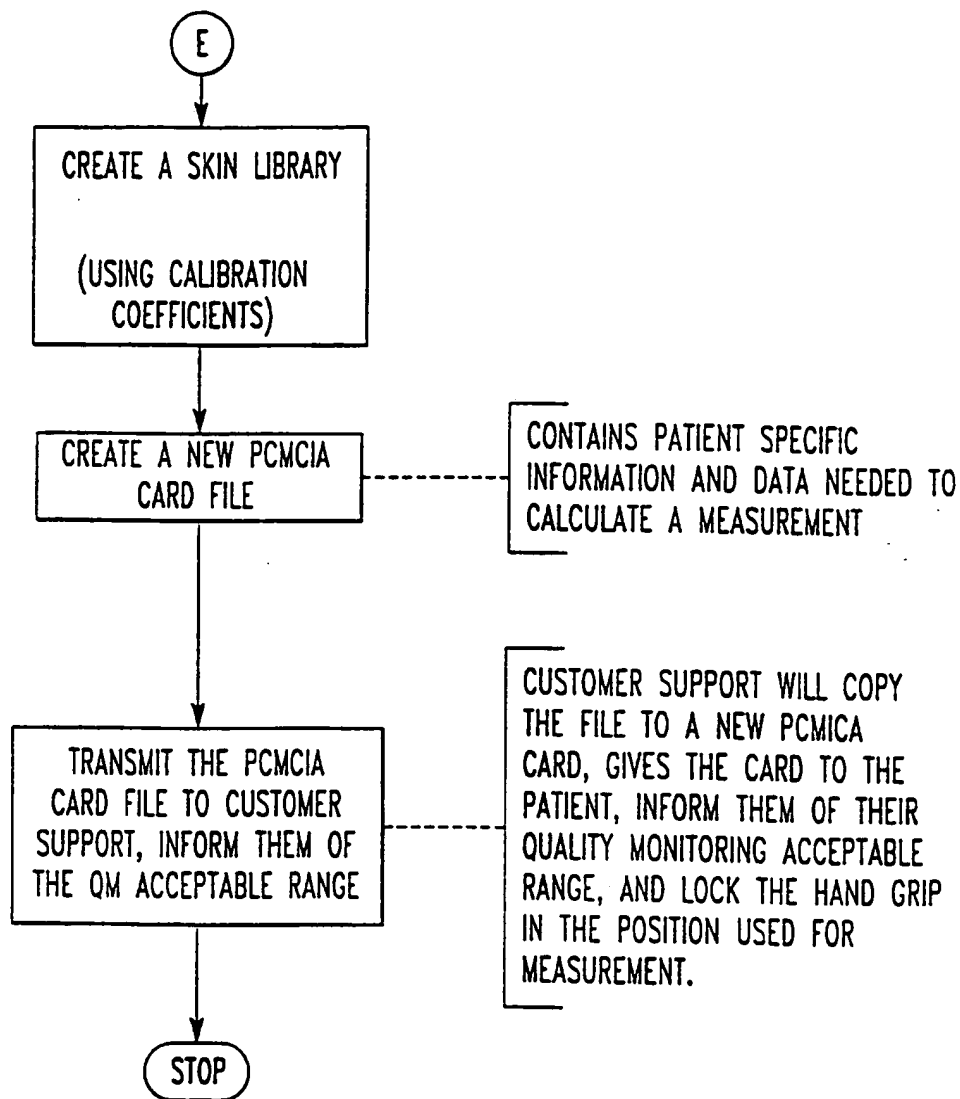 E
CREATE A SKIN LIBRARY
(USING CALIBRATION
COEFFICIENTS)
CREATE A NEW PCMCIA
CARD FILE
CONTAINS PATIENT SPECIFIC
INFORMATION AND DATA NEEDED TO
CALCULATE A MEASUREMENT
TRANSMIT THE PCMCIA
CARD FILE TO CUSTOMER
SUPPORT, INFORM THEM OF
THE QM ACCEPTABLE RANGE
CUSTOMER SUPPORT WILL COPY
THE FILE TO A NEW PCMICA
CARD, GIVES THE CARD TO THE
PATIENT, INFORM THEM OF THEIR
QUALITY MONITORING ACCEPTABLE
RANGE, AND LOCK THE HAND GRIP
IN THE POSITION USED FOR
MEASUREMENT.
STOP